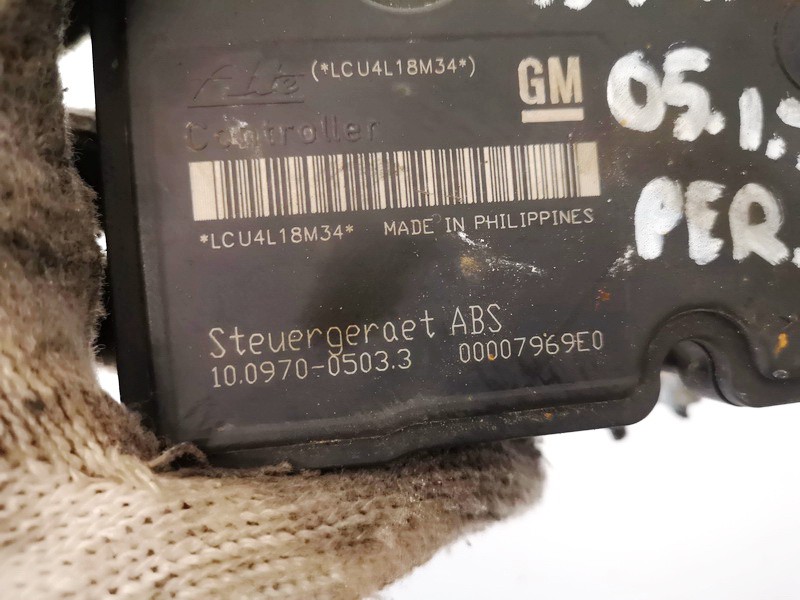 Ate (*LCU4L18M34*)
GM
Controller
*LCU4L18M34* MADE IN PHILIPPINES
Steuergeraet ABS
10.0970-0503.3 00007969E0
05.1.
PER.